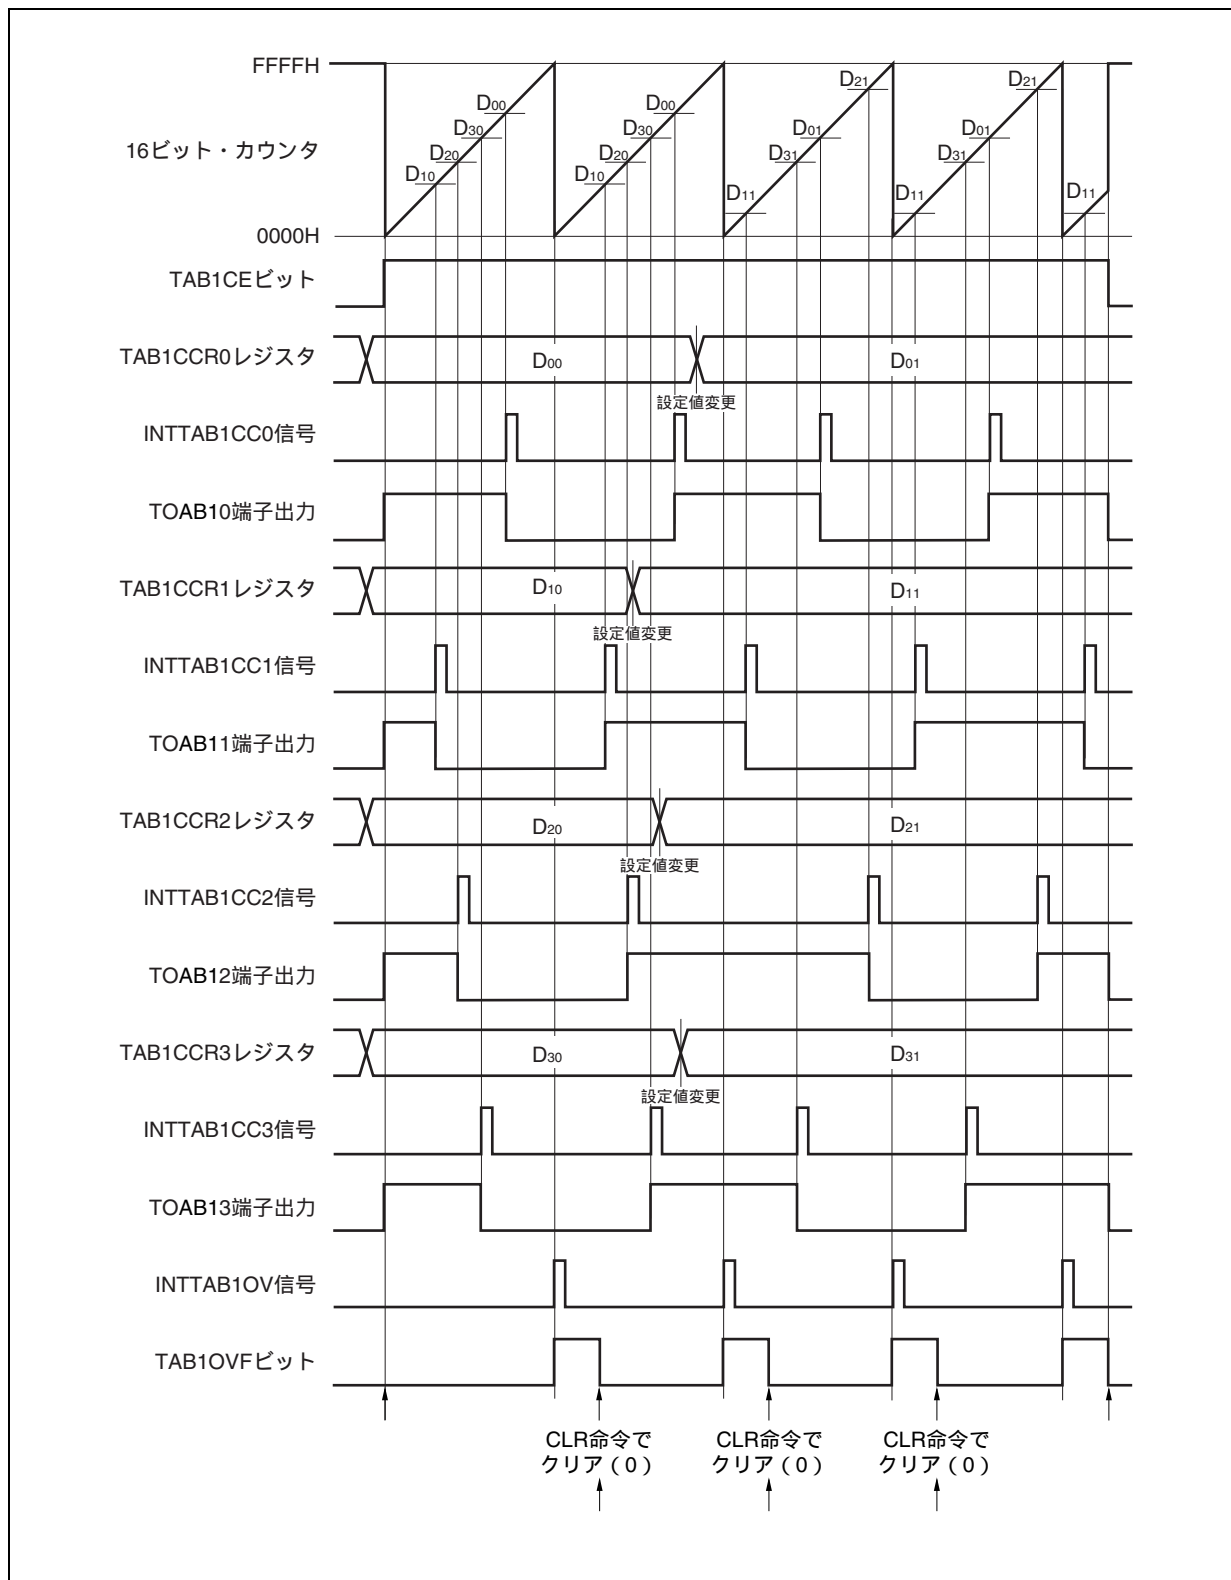 FFFFH
D00 D00 D21 D21
D30 D30 D01 D01
16ビット・カウンタ D20 D20 D31 D31
D10 D10 D11 D11 D11
0000H
TAB1CEビット
TAB1CCR0レジスタ D00 D01
設定値変更
INTTAB1CC0信号
TOAB10端子出力
TAB1CCR1レジスタ D10 D11
設定値変更
INTTAB1CC1信号
TOAB11端子出力
TAB1CCR2レジスタ D20 D21
設定値変更
INTTAB1CC2信号
TOAB12端子出力
TAB1CCR3レジスタ D30 D31
設定値変更
INTTAB1CC3信号
TOAB13端子出力
INTTAB1OV信号
TAB1OVFビット
CLR命令で CLR命令で CLR命令で
クリア（0） クリア（0） クリア（0）